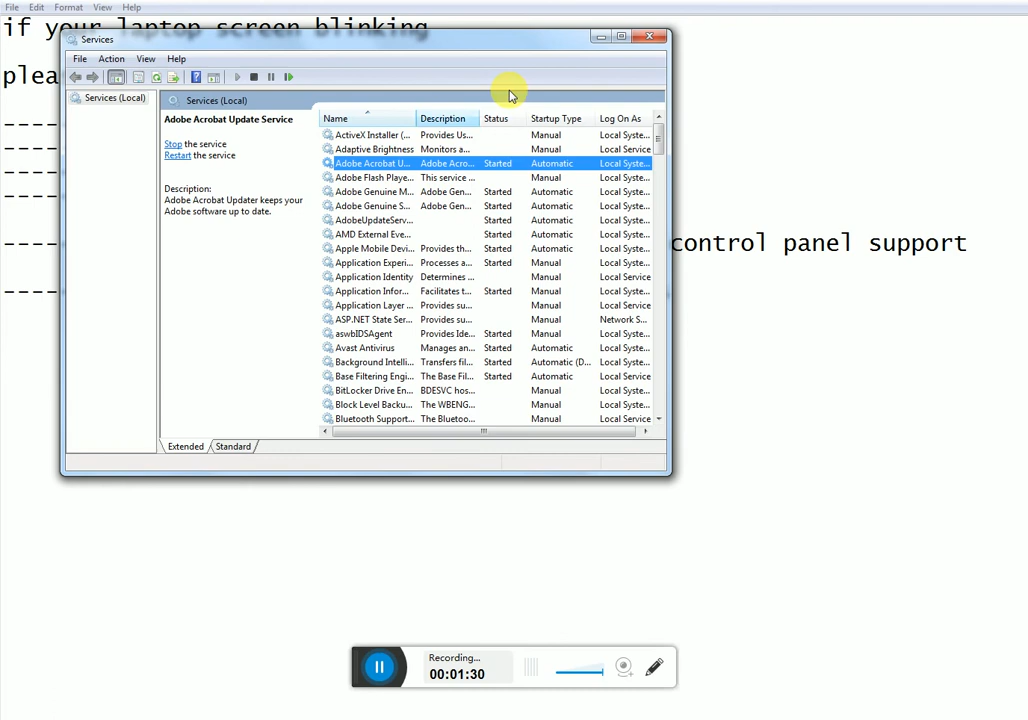 File Edit Format View Help
if your laptop screen blinking
plea
Services
File Action View Help
Services (Local)
Services (Local)
Adobe Acrobat Update Service
Stop the service
Restart the service
Description:
Adobe Acrobat Updater keeps your
Adobe software up to date.
Name Description Status Startup Type Log On As
ActiveX Installer (... Provides Us... Manual Local Syste...
Adaptive Brightness Monitors a... Manual Local Service
Adobe Acrobat U... Adobe Acro... Started Automatic Local Syste...
Adobe Flash Playe... This service ... Manual Local Syste...
Adobe Genuine M... Adobe Gen... Started Automatic Local Syste...
Adobe Genuine S... Adobe Gen... Started Automatic Local Syste...
AdobeUpdateServ... Started Automatic Local Syste...
AMD External Eve... Started Automatic Local Syste...
Apple Mobile Devi... Provides th... Started Automatic Local Syste...
Application Experi... Processes a... Started Manual Local Syste...
Application Identity Determines ... Manual Local Service
Application Infor... Facilitates t... Started Manual Local Syste...
Application Layer ... Provides su... Manual Local Service
ASP.NET State Ser... Provides su... Manual Network S...
aswbIDSAgent Provides Ide... Started Manual Local Syste...
Avast Antivirus Manages an... Started Automatic Local Syste...
Background Intelli... Transfers fil... Started Automatic (D... Local Syste...
Base Filtering Engi... The Base Fil... Started Automatic Local Service
BitLocker Drive En... BDESVC hos... Manual Local Syste...
Block Level Backu... The WBENG... Manual Local Syste...
Bluetooth Support... The Bluetoo... Manual Local Service
Extended Standard
control panel support
Recording...
00:01:30